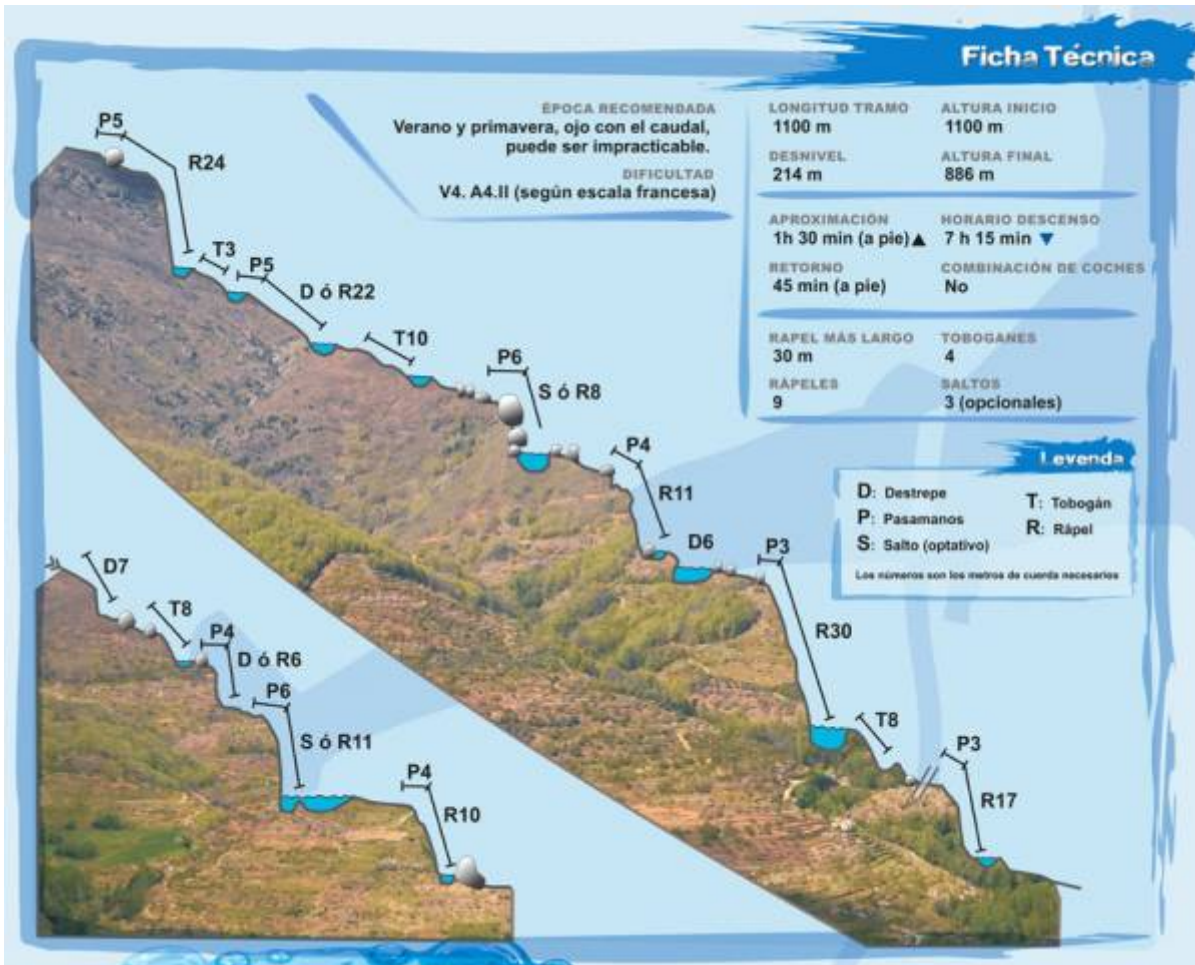 Ficha Técnica
ÉPOCA RECOMENDADA
Verano y primavera, ojo con el caudal,
puede ser impracticable.
DIFICULTAD
V4. A4.II (según escala francesa)
LONGITUD TRAMO
1100 m
ALTURA INICIO
1100 m
DESNIVEL
214 m
ALTURA FINAL
886 m
APROXIMACIÓN
1h 30 min (a pie)▲
HORARIO DESCENSO
7 h 15 min ▼
RETORNO
45 min (a pie)
COMBINACIÓN DE COCHES
No
RAPEL MÁS LARGO
30 m
TOBOGANES
4
RÁPELES
9
SALTOS
3 (opcionales)
Leyenda
D: Destrepe
P: Pasamanos
S: Salto (optativo)
T: Tobogán
R: Rápel
Los números son los metros de cuerda necesarios
P5
R24
T3
P5
D ó R22
T10
P6
S ó R8
P4
R11
D6
P3
R30
T8
P3
R17
D7
T8
P4
D ó R6
P6
S ó R11
P4
R10